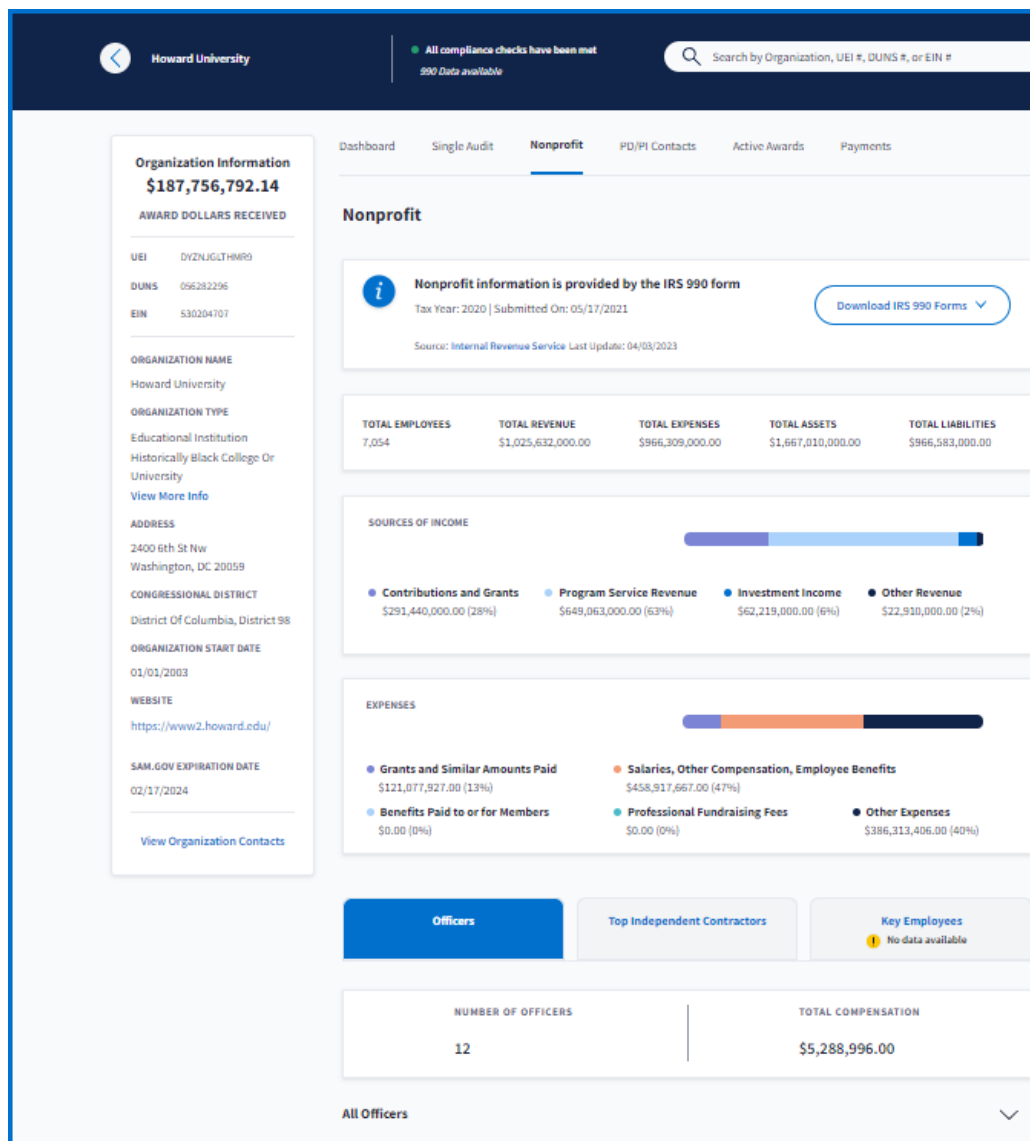 Howard University
All compliance checks have been met
990 Data available
Search by Organization, UEI #, DUNS #, or EIN #
Organization Information
$187,756,792.14
AWARD DOLLARS RECEIVED
UEI DYZNJGLTHMR9
DUNS 056282296
EIN 530204707
ORGANIZATION NAME
Howard University
ORGANIZATION TYPE
Educational Institution
Historically Black College Or
University
View More Info
ADDRESS
2400 6th St Nw
Washington, DC 20059
CONGRESSIONAL DISTRICT
District Of Columbia, District 98
ORGANIZATION START DATE
01/01/2003
WEBSITE
https://www2.howard.edu/
SAM.GOV EXPIRATION DATE
02/17/2024
View Organization Contacts
Dashboard Single Audit Nonprofit PD/PI Contacts Active Awards Payments
Nonprofit
Nonprofit information is provided by the IRS 990 form
Tax Year: 2020 | Submitted On: 05/17/2021
Source: Internal Revenue Service Last Update: 04/03/2023
Download IRS 990 Forms
TOTAL EMPLOYEES TOTAL REVENUE TOTAL EXPENSES TOTAL ASSETS TOTAL LIABILITIES
7,054 $1,025,632,000.00 $966,309,000.00 $1,667,010,000.00 $966,583,000.00
SOURCES OF INCOME
Contributions and Grants Program Service Revenue Investment Income Other Revenue
$291,440,000.00 (28%) $649,063,000.00 (63%) $62,219,000.00 (6%) $22,910,000.00 (2%)
EXPENSES
Grants and Similar Amounts Paid Salaries, Other Compensation, Employee Benefits
$121,077,927.00 (13%) $458,917,667.00 (47%)
Benefits Paid to or for Members Professional Fundraising Fees Other Expenses
$0.00 (0%) $0.00 (0%) $386,313,406.00 (40%)
Officers Top Independent Contractors Key Employees
No data available
NUMBER OF OFFICERS TOTAL COMPENSATION
12 $5,288,996.00
All Officers